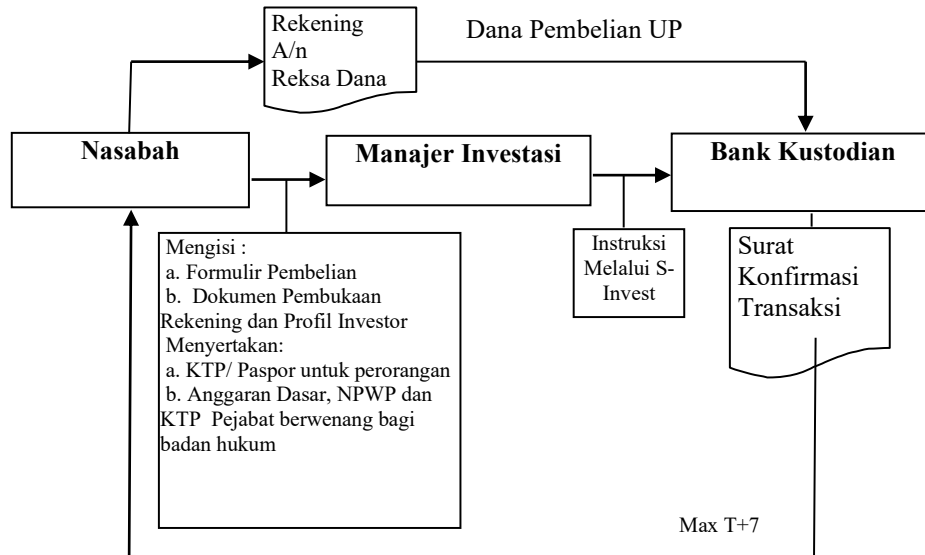 Rekening
A/n
Reksa Dana
Dana Pembelian UP
Nasabah
Manajer Investasi
Bank Kustodian
Mengisi :
a. Formulir Pembelian
b. Dokumen Pembukaan
Rekening dan Profil Investor
Menyertakan:
a. KTP/ Paspor untuk perorangan
b. Anggaran Dasar, NPWP dan
KTP Pejabat berwenang bagi
badan hukum
Instruksi
Melalui S-
Invest
Surat
Konfirmasi
Transaksi
Max T+7